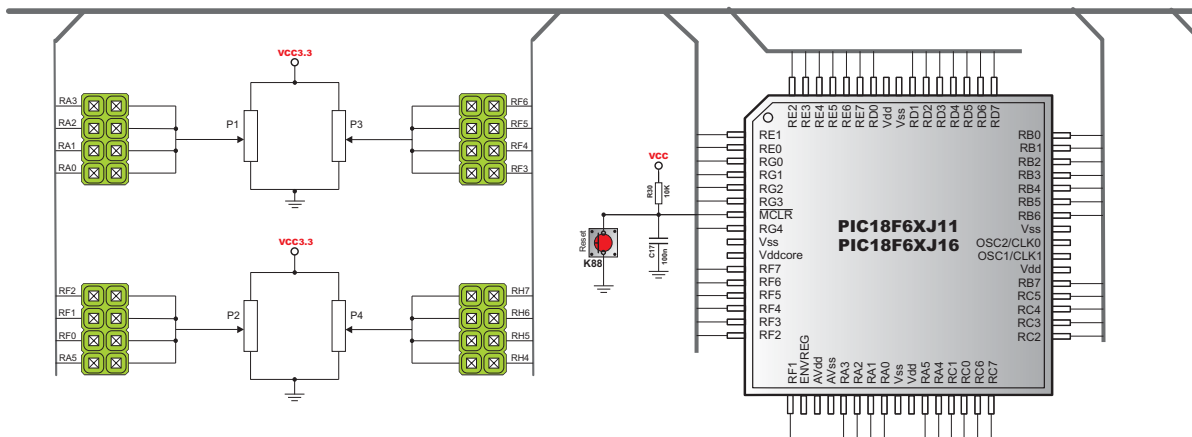 VCC3.3
RA3
RA2
RA1
RA0
P1
P3
RF6
RF5
RF4
RF3
VCC3.3
RF2
RF1
RF0
RA5
P2
P4
RH7
RH6
RH5
RH4
VCC
R30
10K
Reset
K88
C17
100n
RE2
RE3
RE4
RE5
RE6
RE7
RD0
Vdd
Vss
RD1
RD2
RD3
RD4
RD5
RD6
RD7
RE1
RE0
RG0
RG1
RG2
RG3
MCLR
RG4
Vss
Vddcore
RF7
RF6
RF5
RF4
RF3
RF2
PIC18F6XJ11
PIC18F6XJ16
RB0
RB1
RB2
RB3
RB4
RB5
RB6
Vss
OSC2/CLK0
OSC1/CLK1
Vdd
RB7
RC5
RC4
RC3
RC2
RF1
ENVREG
AVdd
AVss
RA3
RA2
RA1
RA0
Vss
Vdd
RA5
RA4
RC1
RC0
RC6
RC7